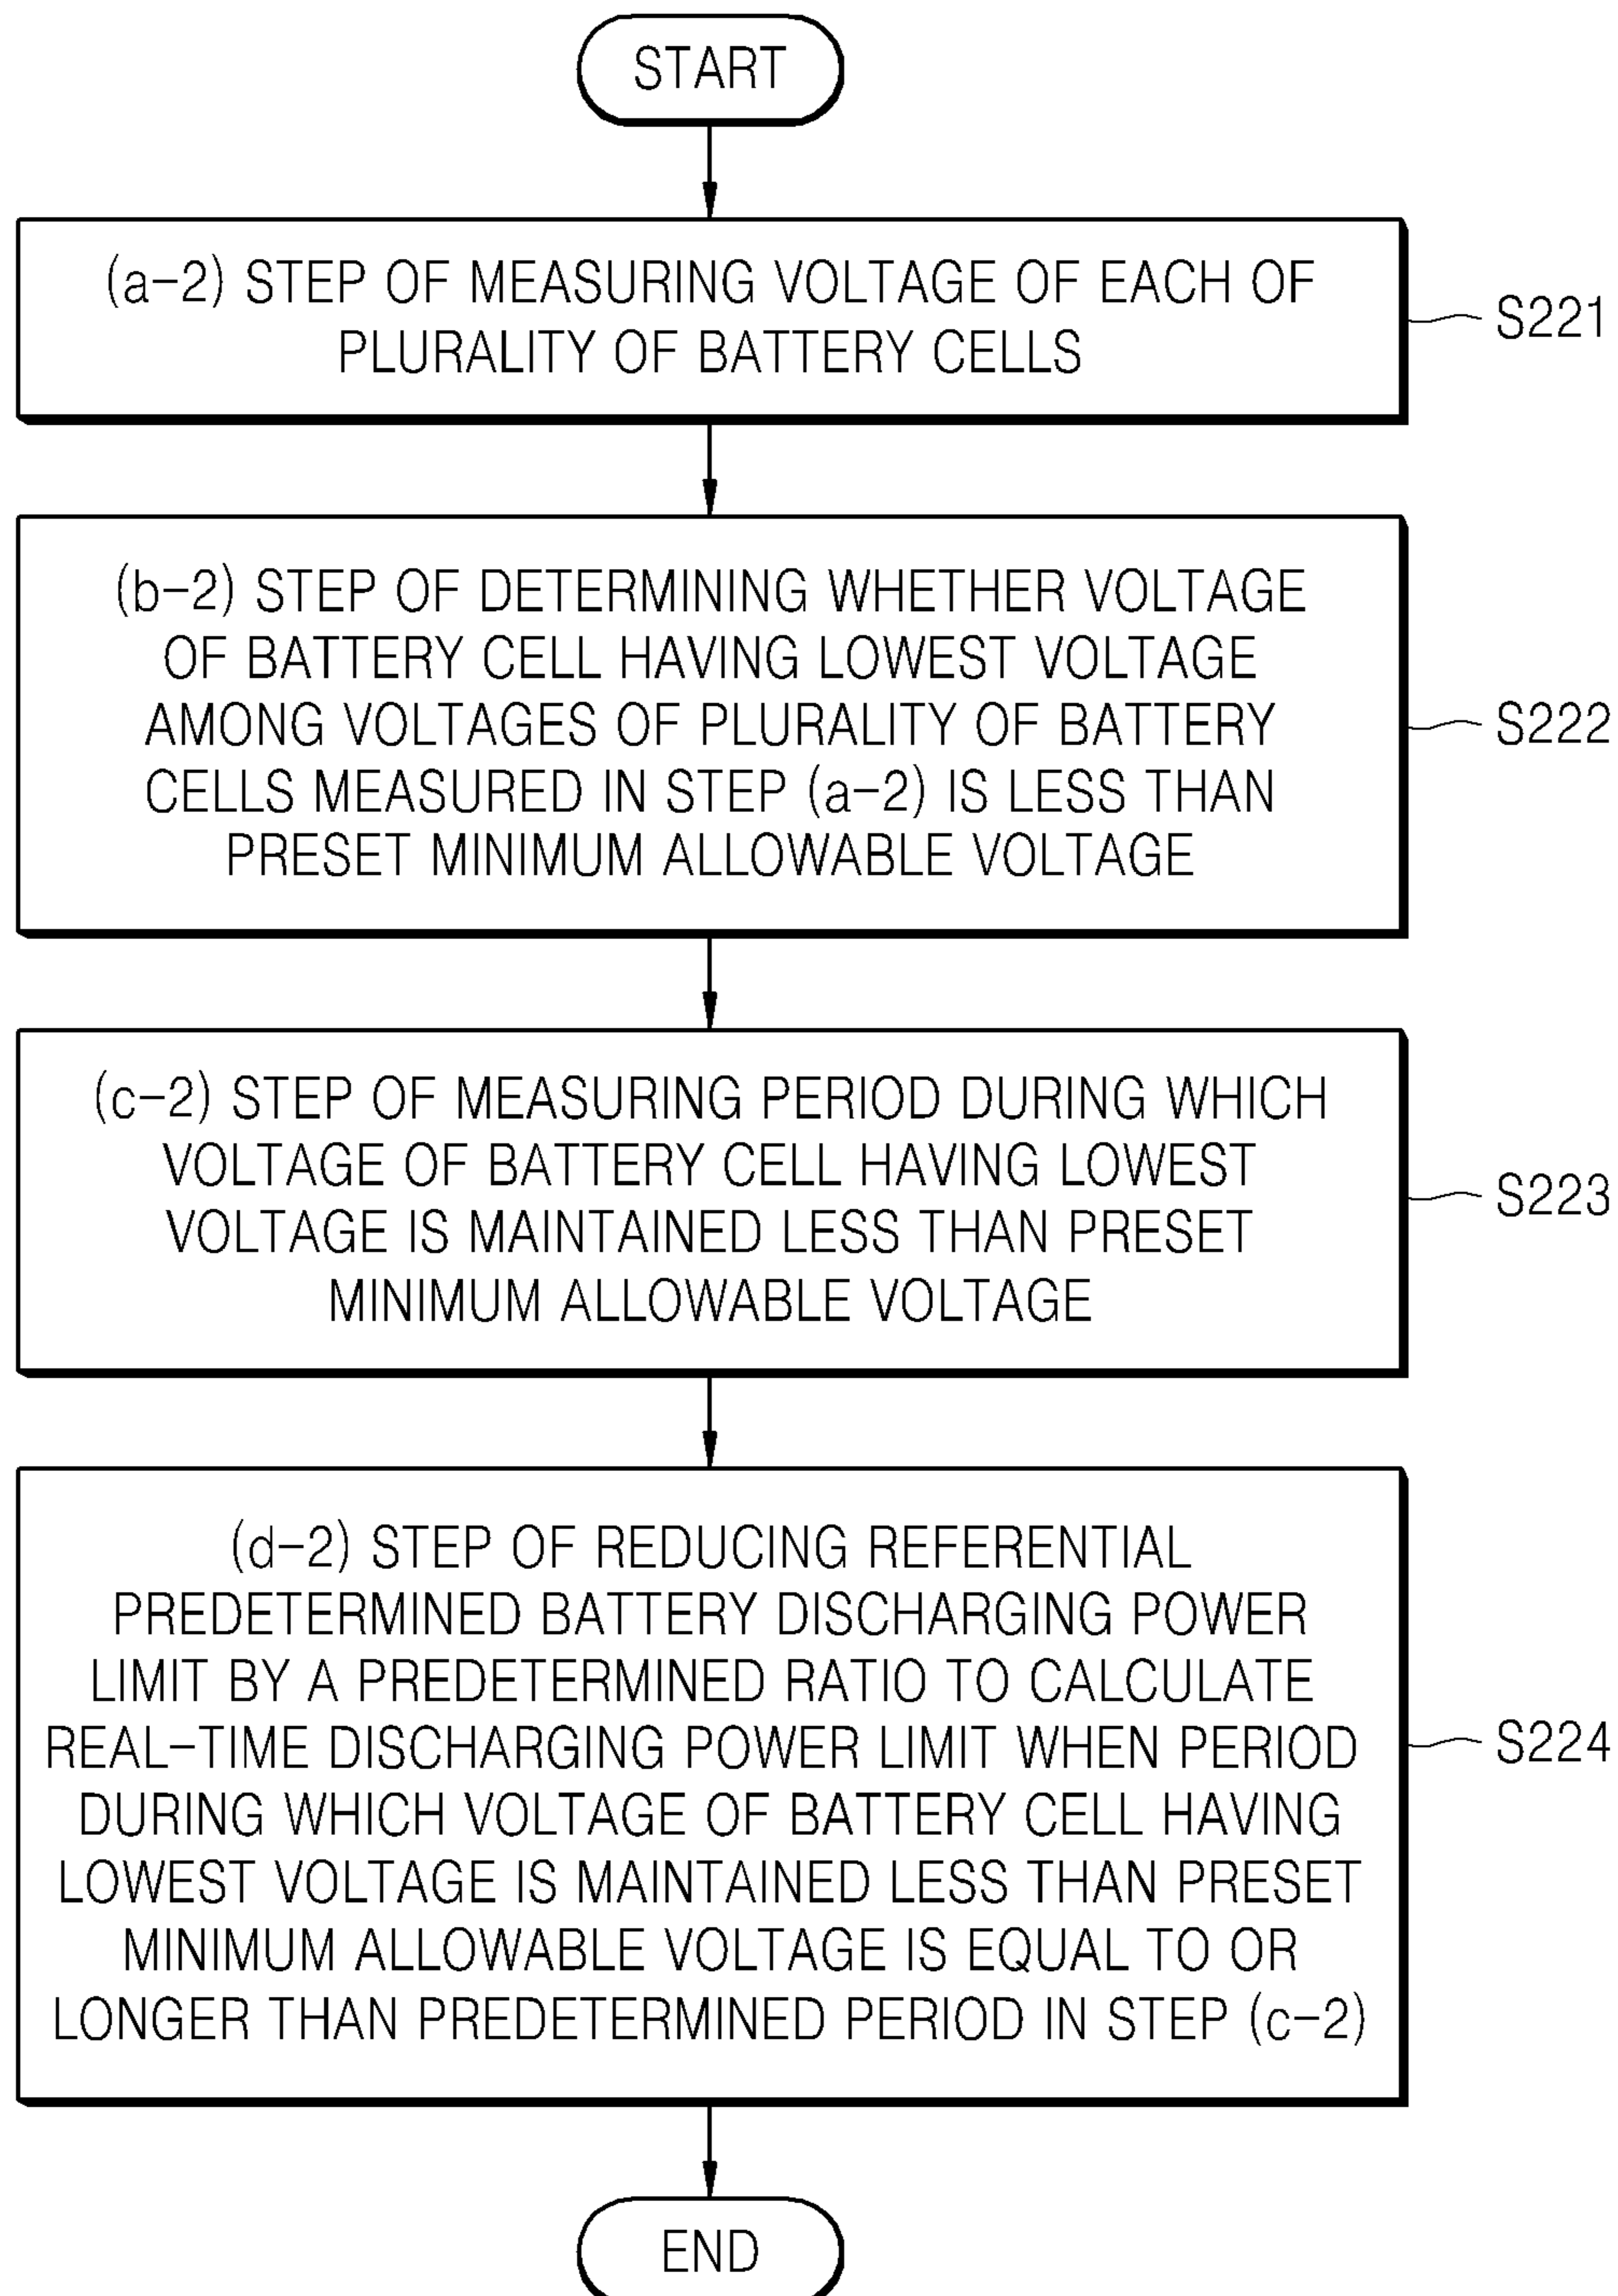 START
(a-2) STEP OF MEASURING VOLTAGE OF EACH OF
PLURALITY OF BATTERY CELLS
S221
(b-2) STEP OF DETERMINING WHETHER VOLTAGE
OF BATTERY CELL HAVING LOWEST VOLTAGE
AMONG VOLTAGES OF PLURALITY OF BATTERY
CELLS MEASURED IN STEP (a-2) IS LESS THAN
PRESET MINIMUM ALLOWABLE VOLTAGE
S222
(c-2) STEP OF MEASURING PERIOD DURING WHICH
VOLTAGE OF BATTERY CELL HAVING LOWEST
VOLTAGE IS MAINTAINED LESS THAN PRESET
MINIMUM ALLOWABLE VOLTAGE
S223
(d-2) STEP OF REDUCING REFERENTIAL
PREDETERMINED BATTERY DISCHARGING POWER
LIMIT BY A PREDETERMINED RATIO TO CALCULATE
REAL-TIME DISCHARGING POWER LIMIT WHEN PERIOD
DURING WHICH VOLTAGE OF BATTERY CELL HAVING
LOWEST VOLTAGE IS MAINTAINED LESS THAN PRESET
MINIMUM ALLOWABLE VOLTAGE IS EQUAL TO OR
LONGER THAN PREDETERMINED PERIOD IN STEP (c-2)
S224
END